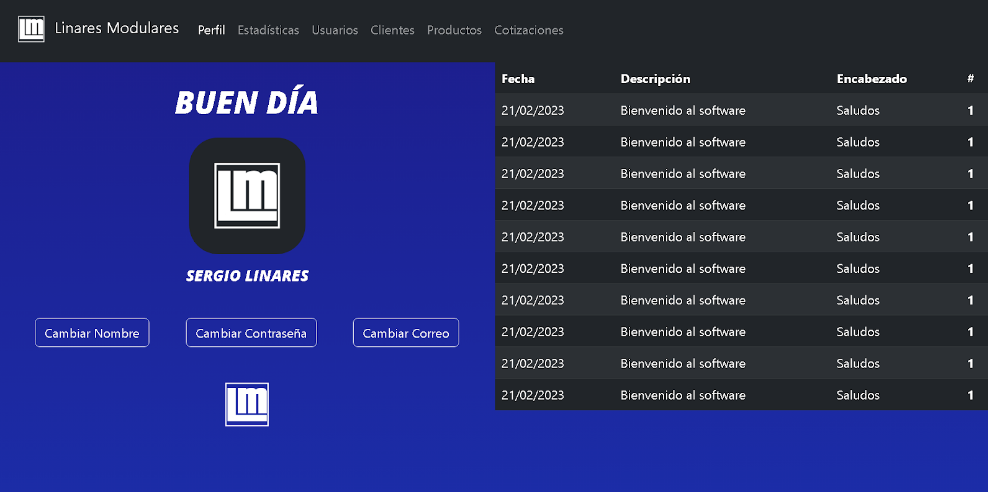 Lm Linares Modulares Perfil Estadísticas Usuarios Clientes Productos Cotizaciones
BUEN DÍA
Lm
SERGIO LINARES
Cambiar Nombre Cambiar Contraseña Cambiar Correo
Lm
Fecha Descripción Encabezado #
21/02/2023 Bienvenido al software Saludos 1
21/02/2023 Bienvenido al software Saludos 1
21/02/2023 Bienvenido al software Saludos 1
21/02/2023 Bienvenido al software Saludos 1
21/02/2023 Bienvenido al software Saludos 1
21/02/2023 Bienvenido al software Saludos 1
21/02/2023 Bienvenido al software Saludos 1
21/02/2023 Bienvenido al software Saludos 1
21/02/2023 Bienvenido al software Saludos 1
21/02/2023 Bienvenido al software Saludos 1